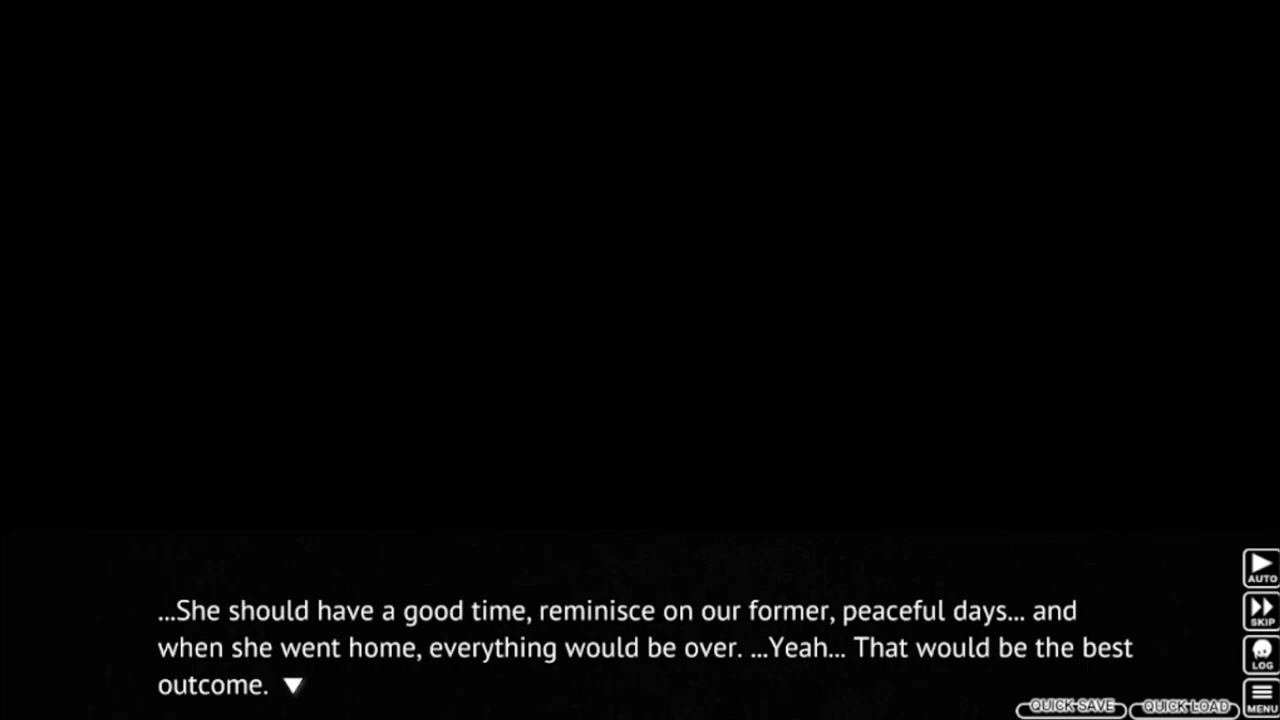 ...She should have a good time, reminisce on our former, peaceful days... and
when she went home, everything would be over. ...Yeah... That would be the best
outcome.
AUTO
SKIP
LOG
MENU
QUICK SAVE
QUICK LOAD